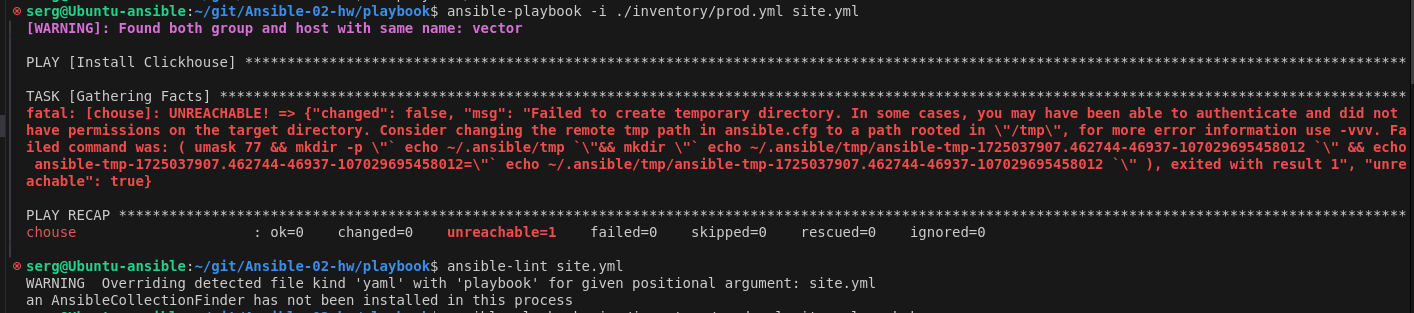 serg@Ubuntu-ansible:~/git/Ansible-02-hw/playbook$ ansible-playbook -i ./inventory/prod.yml site.yml
[WARNING]: Found both group and host with same name: vector
PLAY [Install Clickhouse] ******************************************************************************************************************************************
TASK [Gathering Facts] *********************************************************************************************************************************************
fatal: [chouse]: UNREACHABLE! => {"changed": false, "msg": "Failed to create temporary directory. In some cases, you may have been able to authenticate and did not
have permissions on the target directory. Consider changing the remote tmp path in ansible.cfg to a path rooted in \"/tmp\", for more error information use -vvv. Fa
iled command was: ( umask 77 && mkdir -p \"` echo ~/.ansible/tmp `\"&& mkdir \"` echo ~/.ansible/tmp/ansible-tmp-1725037907.462744-46937-107029695458012 `\" && echo
ansible-tmp-1725037907.462744-46937-107029695458012=\"` echo ~/.ansible/tmp/ansible-tmp-1725037907.462744-46937-107029695458012 `\" ), exited with result 1", "unre
achable": true}
PLAY RECAP *********************************************************************************************************************************************************
chouse                     : ok=0    changed=0    unreachable=1    failed=0    skipped=0    rescued=0    ignored=0
serg@Ubuntu-ansible:~/git/Ansible-02-hw/playbook$ ansible-lint site.yml
WARNING  Overriding detected file kind 'yaml' with 'playbook' for given positional argument: site.yml
an AnsibleCollectionFinder has not been installed in this process